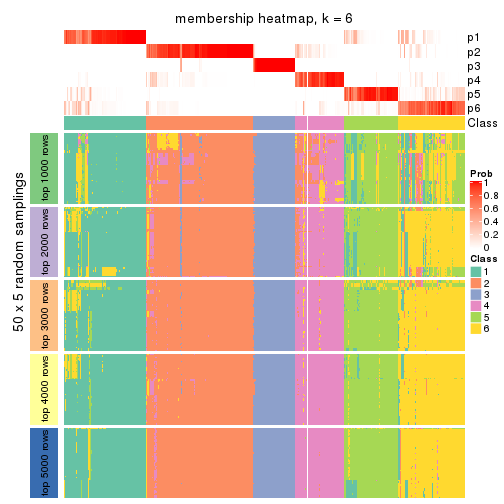 membership heatmap, k = 6
p1
p2
p3
p4
p5
p6
Class
50 x 5 random samplings
top 1000 rows
top 2000 rows
top 3000 rows
top 4000 rows
top 5000 rows
Prob
1
0.8
0.6
0.4
0.2
0
Class
1
2
3
4
5
6